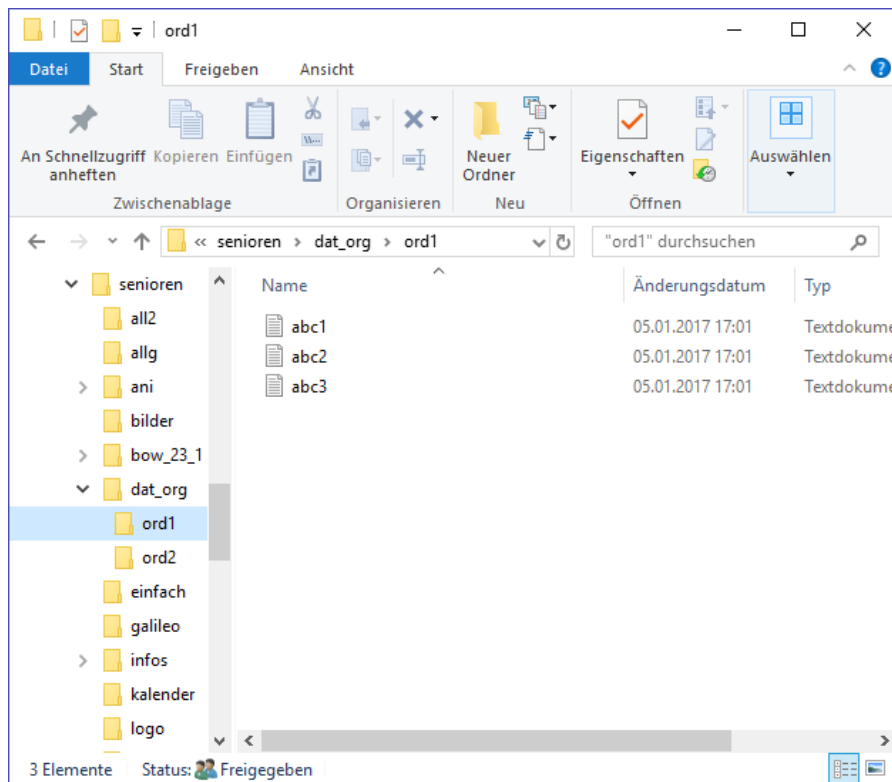 ord1
Datei Start Freigeben Ansicht
An Schnellzugriff anheften
Kopieren
Einfügen
Neuer Ordner
Eigenschaften
Auswählen
Zwischenablage Organisieren Neu Öffnen
« senioren > dat_org > ord1
"ord1" durchsuchen
senioren
all2
allg
ani
bilder
bow_23_1
dat_org
ord1
ord2
einfach
galileo
infos
kalender
logo
Name Änderungsdatum Typ
abc1 05.01.2017 17:01 Textdokume
abc2 05.01.2017 17:01 Textdokume
abc3 05.01.2017 17:01 Textdokume
3 Elemente Status: Freigegeben